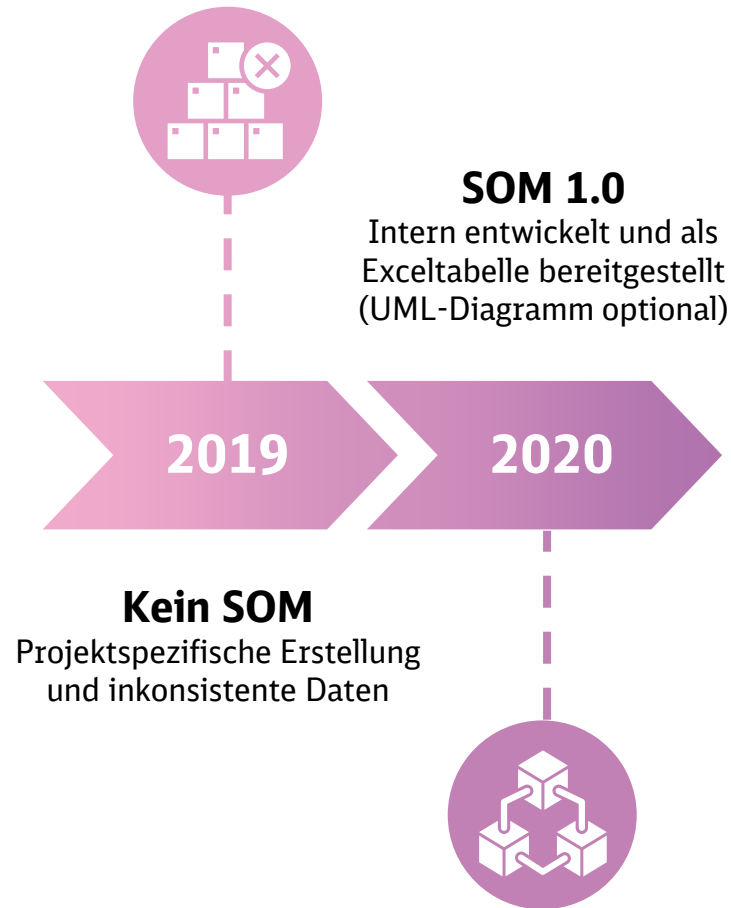 SOM 1.0
Intern entwickelt und als
Exceltabelle bereitgestellt
(UML-Diagramm optional)
2019
2020
Kein SOM
Projektspezifische Erstellung
und inkonsistente Daten